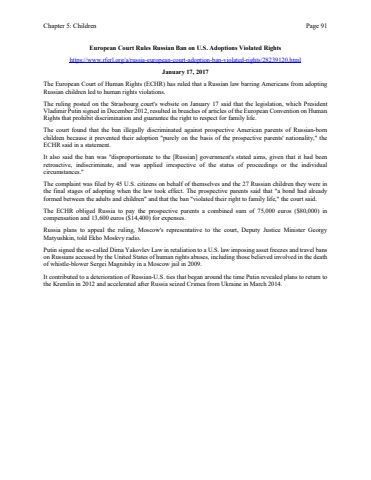 Chapter 5: Children Page 91
European Court Rules Russian Ban on U.S. Adoptions Violated Rights
https://www.rferl.org/a/russia-european-court-adoption-ban-violated-rights/28239120.html
January 17, 2017
The European Court of Human Rights (ECHR) has ruled that a Russian law barring Americans from adopting
Russian children led to human rights violations.
The ruling posted on the Strasbourg court's website on January 17 said that the legislation, which President
Vladimir Putin signed in December 2012, resulted in breaches of articles of the European Convention on Human
Rights that prohibit discrimination and guarantee the right to respect for family life.
The court found that the ban illegally discriminated against prospective American parents of Russian-born
children because it prevented their adoption "purely on the basis of the prospective parents' nationality," the
ECHR said in a statement.
It also said the ban was "disproportionate to the [Russian] government's stated aims, given that it had been
retroactive, indiscriminate, and was applied irrespective of the status of proceedings or the individual
circumstances."
The complaint was filed by 45 U.S. citizens on behalf of themselves and the 27 Russian children they were in
the final stages of adopting when the law took effect. The prospective parents said that "a bond had already
formed between the adults and children" and that the ban "violated their right to family life," the court said.
The ECHR obliged Russia to pay the prospective parents a combined sum of 75,000 euros ($80,000) in
compensation and 13,600 euros ($14,400) for expenses.
Russia plans to appeal the ruling, Moscow's representative to the court, Deputy Justice Minister Georgy
Matyushkin, told Ekho Moskvy radio.
Putin signed the so-called Dima Yakovlev Law in retaliation to a U.S. law imposing asset freezes and travel bans
on Russians accused by the United States of human rights abuses, including those believed involved in the death
of whistle-blower Sergei Magnitsky in a Moscow jail in 2009.
It contributed to a deterioration of Russian-U.S. ties that began around the time Putin revealed plans to return to
the Kremlin in 2012 and accelerated after Russia seized Crimea from Ukraine in March 2014.